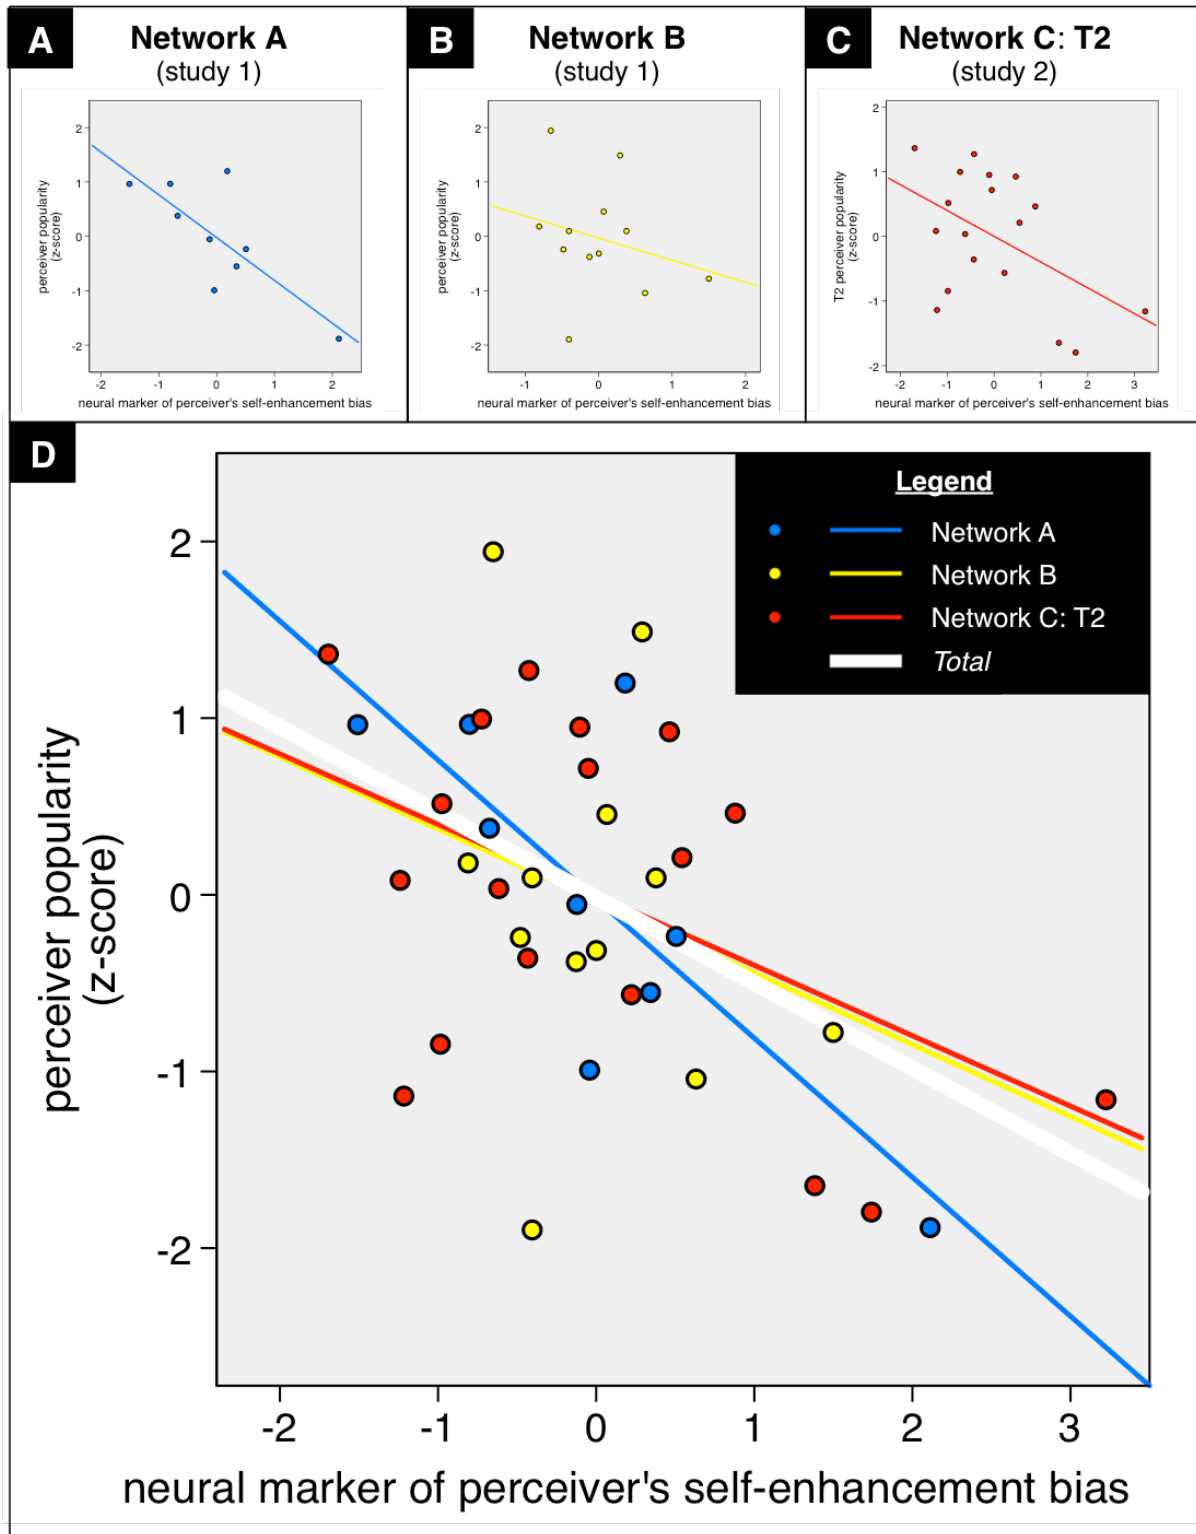 A
Network A
(study 1)
perceiver popularity
(z-score)
2
1
0
-1
-2
-2
-1
0
1
2
neural marker of perceiver's self-enhancement bias
B
Network B
(study 1)
perceiver popularity
(z-score)
2
1
0
-1
-2
-1
0
1
2
neural marker of perceiver's self-enhancement bias
C
Network C: T2
(study 2)
T2 perceiver popularity
(z-score)
2
1
0
-1
-2
-2
-1
0
1
2
3
neural marker of perceiver's self-enhancement bias
D
Legend
Network A
Network B
Network C: T2
Total
perceiver popularity
(z-score)
2
1
0
-1
-2
-2
-1
0
1
2
3
neural marker of perceiver's self-enhancement bias